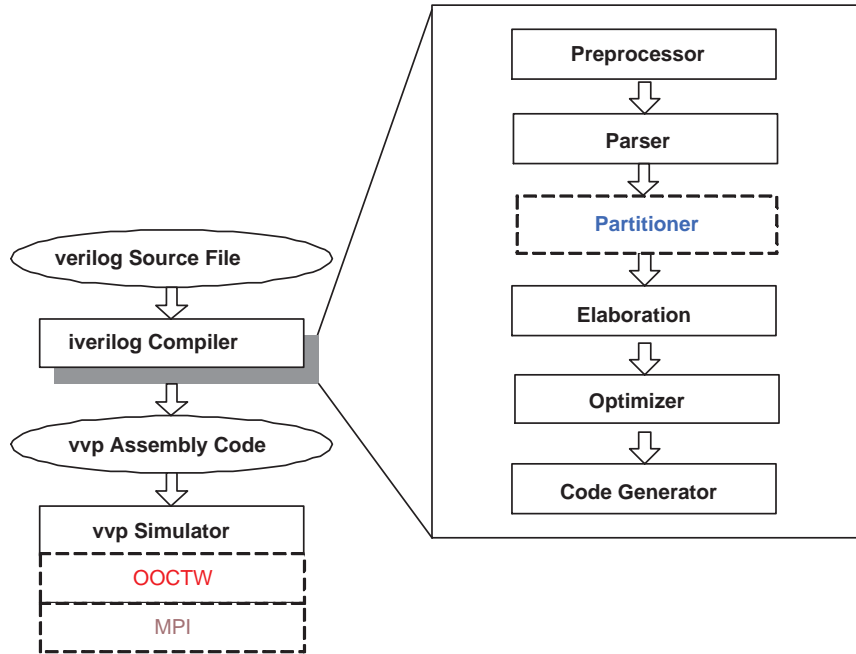 verilog Source File
iverilog Compiler
vvp Assembly Code
vvp Simulator
OOCTW
MPI
Preprocessor
Parser
Partitioner
Elaboration
Optimizer
Code Generator